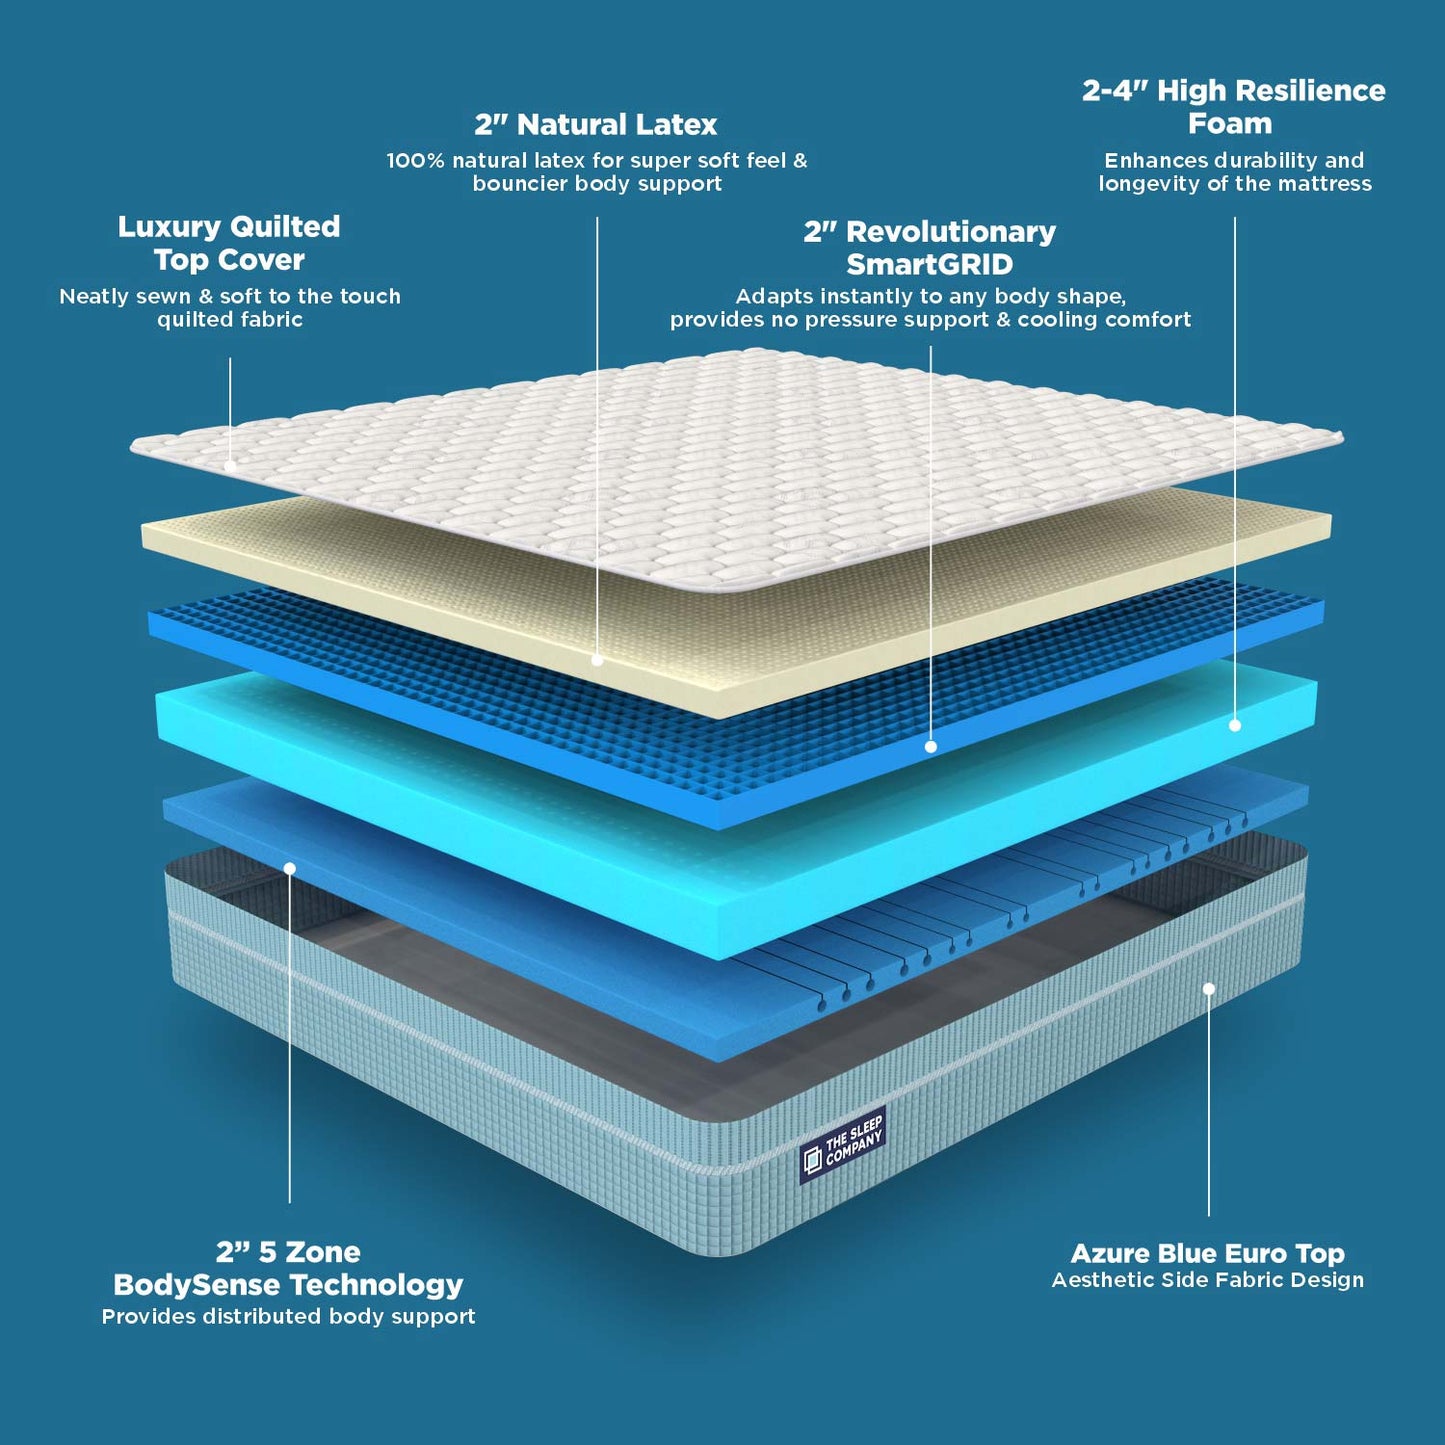 2-4" High Resilience
Foam
Enhances durability and
longevity of the mattress
2" Natural Latex
100% natural latex for super soft feel &
bouncier body support
Luxury Quilted
Top Cover
Neatly sewn & soft to the touch
quilted fabric
2" Revolutionary
SmartGRID
Adapts instantly to any body shape,
provides no pressure support & cooling comfort
THE SLEEP
COMPANY
2” 5 Zone
BodySense Technology
Provides distributed body support
Azure Blue Euro Top
Aesthetic Side Fabric Design